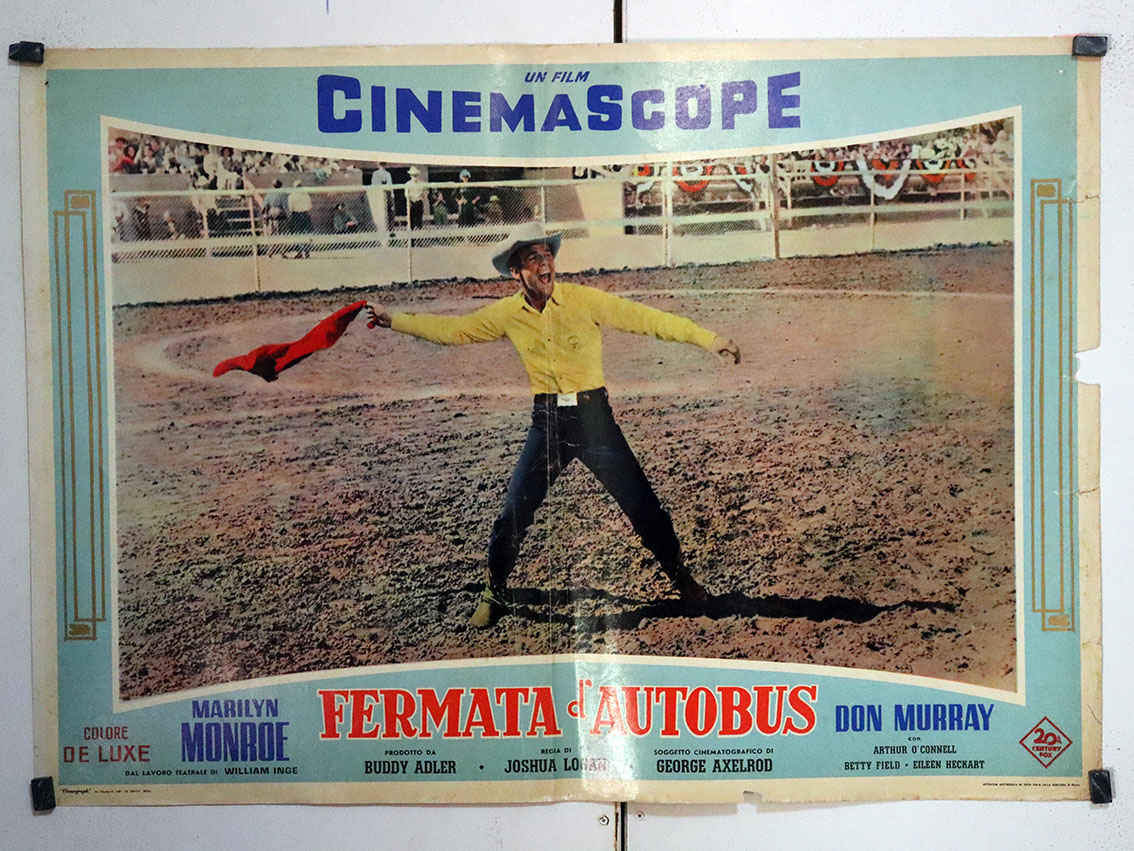 UN FILM
CINEMASCOPE
COLORE
DE LUXE
MARILYN
MONROE
FERMATA d'AUTOBUS
DON MURRAY
con
ARTHUR O'CONNELL
BETTY FIELD • EILEEN HECKART
DAL LAVORO TEATRALE DI WILLIAM INGE
PRODOTTO DA
BUDDY ADLER •
REGIA DI
JOSHUA LOGAN •
SOGGETTO CINEMATOGRAFICO DI
GEORGE AXELROD
20th
CENTURY
FOX